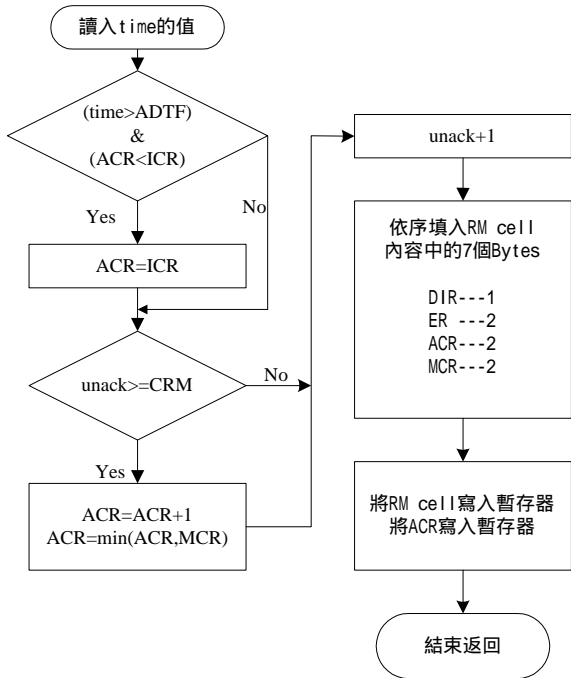 讀入time的值
(time>ADTF)
&
(ACR<ICR)
Yes
No
ACR=ICR
unack>=CRM
No
Yes
ACR=ACR+1
ACR=min(ACR,MCR)
unack+1
依序填入RM cell
內容中的7個Bytes
DIR---1
ER ---2
ACR---2
MCR---2
將RM cell寫入暫存器
將ACR寫入暫存器
結束返回